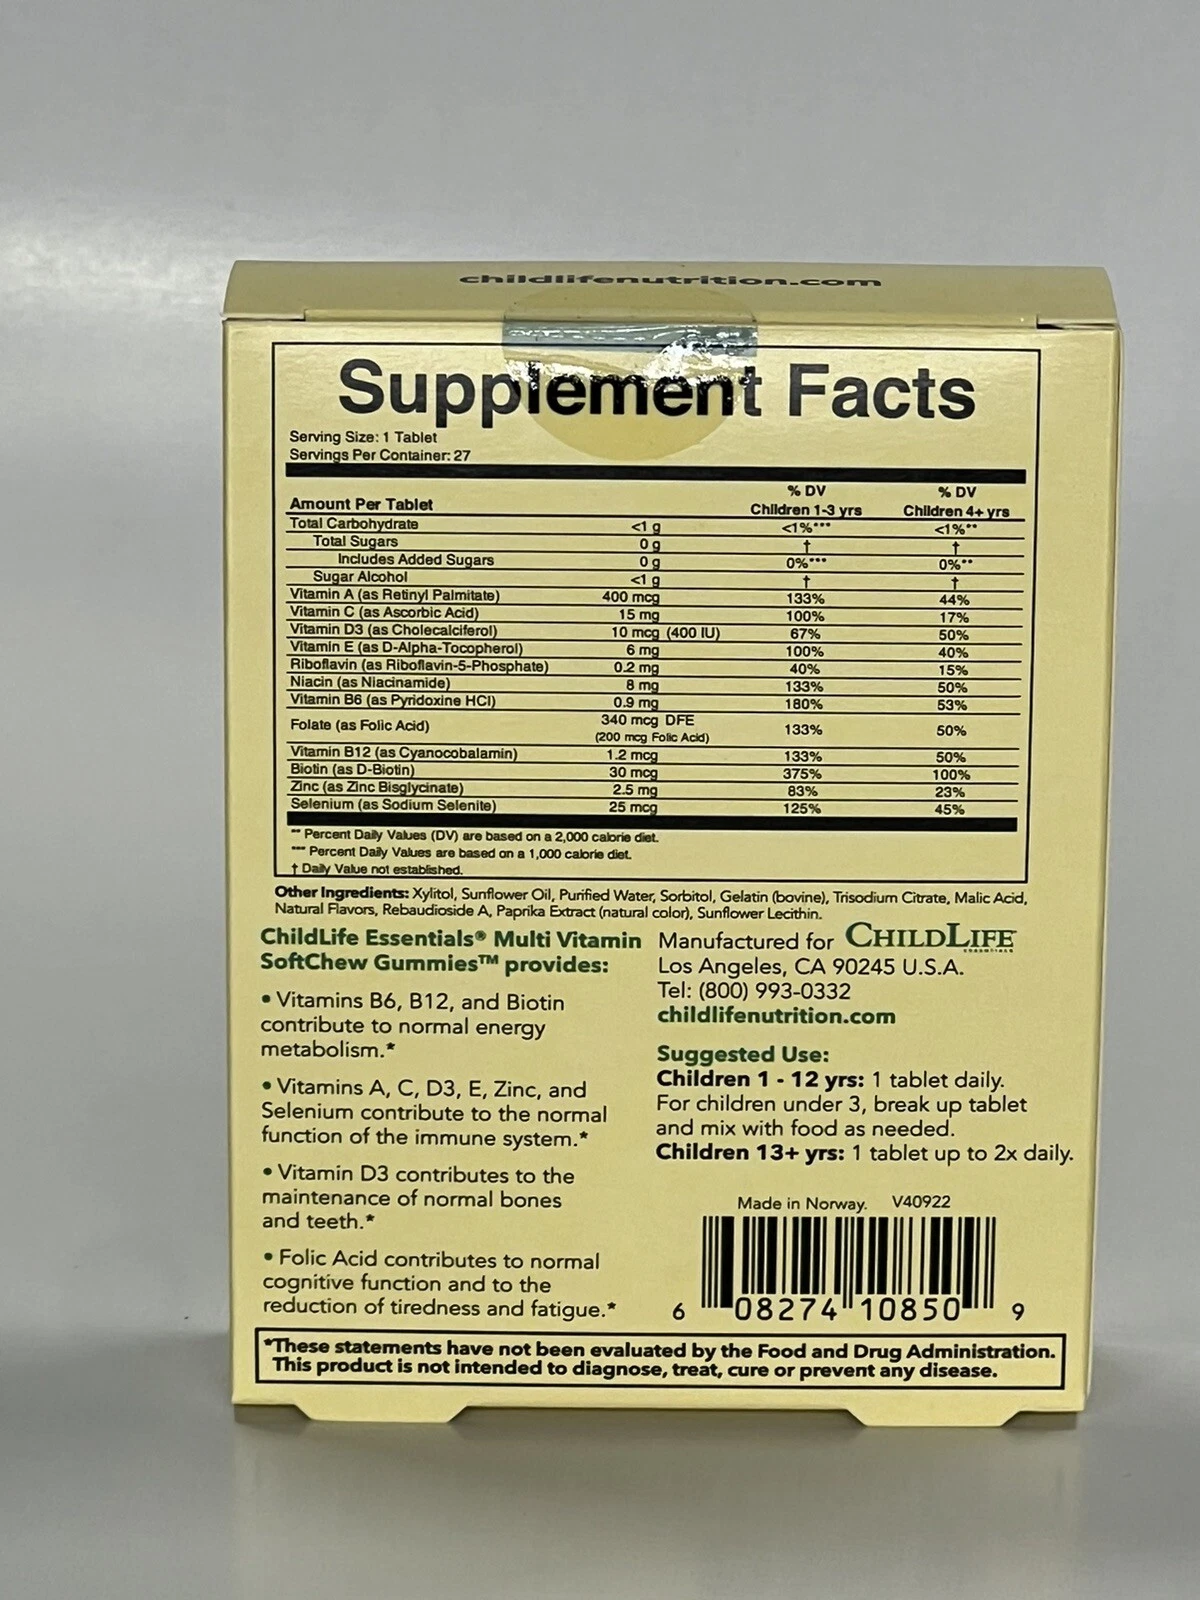 childlifenutrition.com
Supplement Facts
Serving Size: 1 Tablet
Servings Per Container: 27
% DV % DV
Amount Per Tablet Children 1-3 yrs Children 4+ yrs
Total Carbohydrate <1 g <1%*** <1%**
Total Sugars 0 g † †
Includes Added Sugars 0 g 0%*** 0%**
Sugar Alcohol <1 g † †
Vitamin A (as Retinyl Palmitate) 400 mcg 133% 44%
Vitamin C (as Ascorbic Acid) 15 mg 100% 17%
Vitamin D3 (as Cholecalciferol) 10 mcg (400 IU) 67% 50%
Vitamin E (as D-Alpha-Tocopherol) 6 mg 100% 40%
Riboflavin (as Riboflavin-5-Phosphate) 0.2 mg 40% 15%
Niacin (as Niacinamide) 8 mg 133% 50%
Vitamin B6 (as Pyridoxine HCl) 0.9 mg 180% 53%
Folate (as Folic Acid) 340 mcg DFE 133% 50%
(200 mcg Folic Acid)
Vitamin B12 (as Cyanocobalamin) 1.2 mcg 133% 50%
Biotin (as D-Biotin) 30 mcg 375% 100%
Zinc (as Zinc Bisglycinate) 2.5 mg 83% 23%
Selenium (as Sodium Selenite) 25 mcg 125% 45%
** Percent Daily Values (DV) are based on a 2,000 calorie diet.
*** Percent Daily Values are based on a 1,000 calorie diet.
† Daily Value not established.
Other Ingredients: Xylitol, Sunflower Oil, Purified Water, Sorbitol, Gelatin (bovine), Trisodium Citrate, Malic Acid,
Natural Flavors, Rebaudioside A, Paprika Extract (natural color), Sunflower Lecithin.
ChildLife Essentials® Multi Vitamin
SoftChew Gummies™ provides:
• Vitamins B6, B12, and Biotin
contribute to normal energy
metabolism.*
• Vitamins A, C, D3, E, Zinc, and
Selenium contribute to the normal
function of the immune system.*
• Vitamin D3 contributes to the
maintenance of normal bones
and teeth.*
• Folic Acid contributes to normal
cognitive function and to the
reduction of tiredness and fatigue.*
Manufactured for CHILDLIFE
ESSENTIALS
Los Angeles, CA 90245 U.S.A.
Tel: (800) 993-0332
childlifenutrition.com
Suggested Use:
Children 1 - 12 yrs: 1 tablet daily.
For children under 3, break up tablet
and mix with food as needed.
Children 13+ yrs: 1 tablet up to 2x daily.
Made in Norway. V40922
6 08274 10850 9
*These statements have not been evaluated by the Food and Drug Administration.
This product is not intended to diagnose, treat, cure or prevent any disease.